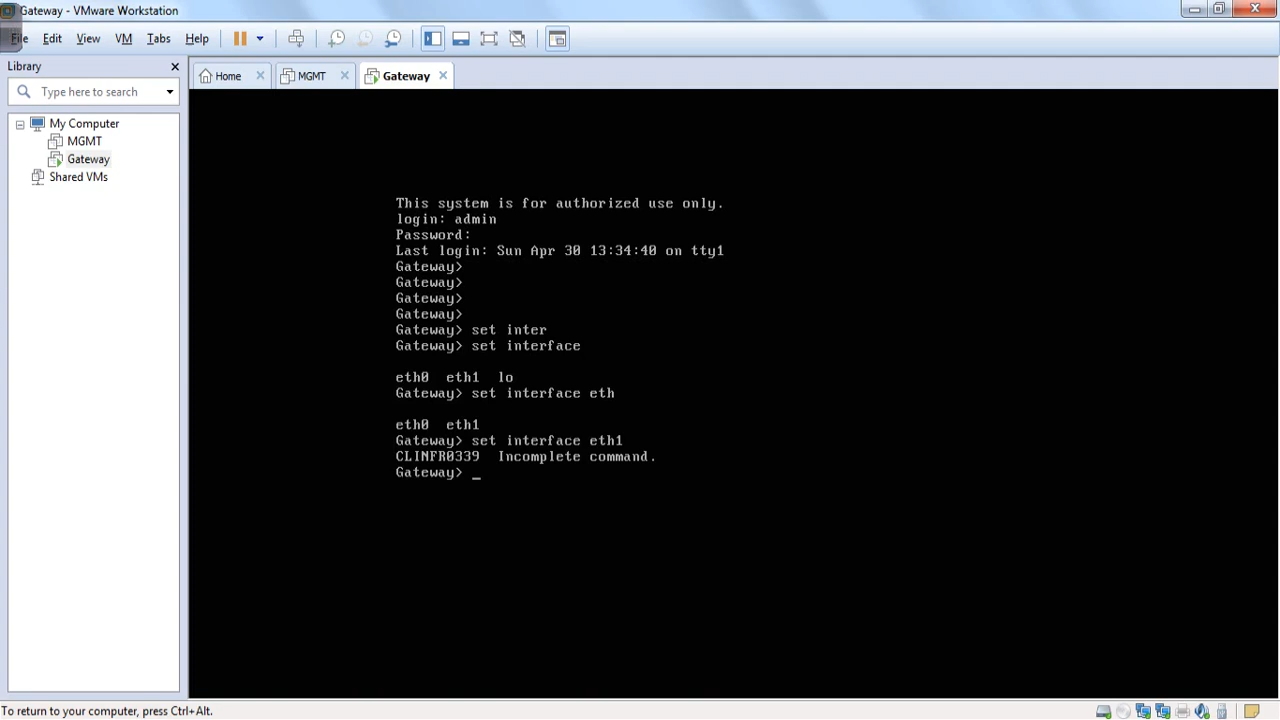 Gateway - VMware Workstation
File Edit View VM Tabs Help
Library
Type here to search
My Computer
MGMT
Gateway
Shared VMs
Home MGMT Gateway
This system is for authorized use only.
login: admin
Password:
Last login: Sun Apr 30 13:34:40 on tty1
Gateway>
Gateway>
Gateway>
Gateway>
Gateway> set inter
Gateway> set interface
eth0 eth1 lo
Gateway> set interface eth
eth0 eth1
Gateway> set interface eth1
CLINFR0339 Incomplete command.
Gateway> _
To return to your computer, press Ctrl+Alt.